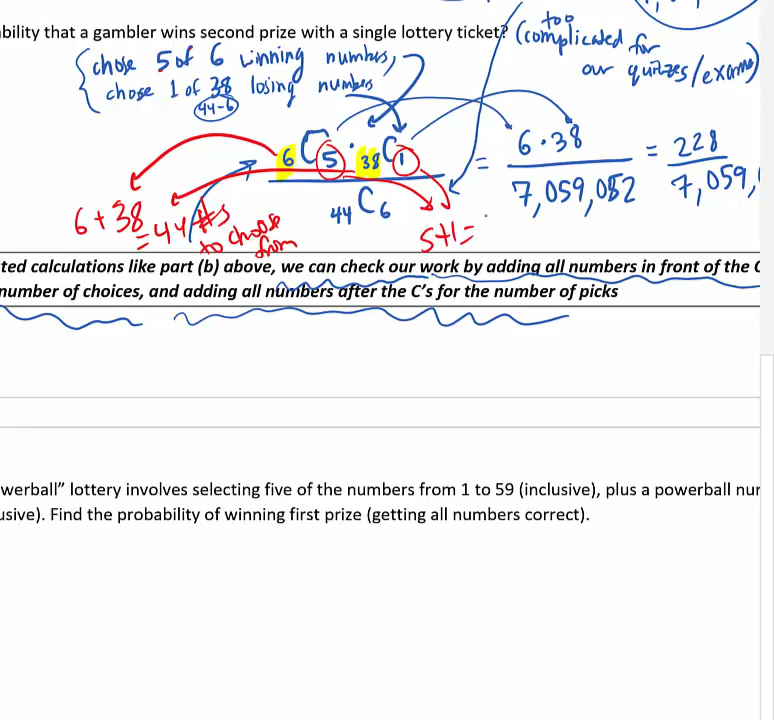 bility that a gambler wins second prize with a single lottery ticket? (too complicated for
our quizzes/exams)
chose 5 of 6 winning numbers,
chose 1 of 38 losing numbers
44-6
6C5 · 38C1 = 6·38 = 228
44C6 7,059,052 7,059,
6+38
=44 #s
to choose
from
5+1=
ted calculations like part (b) above, we can check our work by adding all numbers in front of the C
number of choices, and adding all numbers after the C's for the number of picks
werball" lottery involves selecting five of the numbers from 1 to 59 (inclusive), plus a powerball nu
usive). Find the probability of winning first prize (getting all numbers correct).